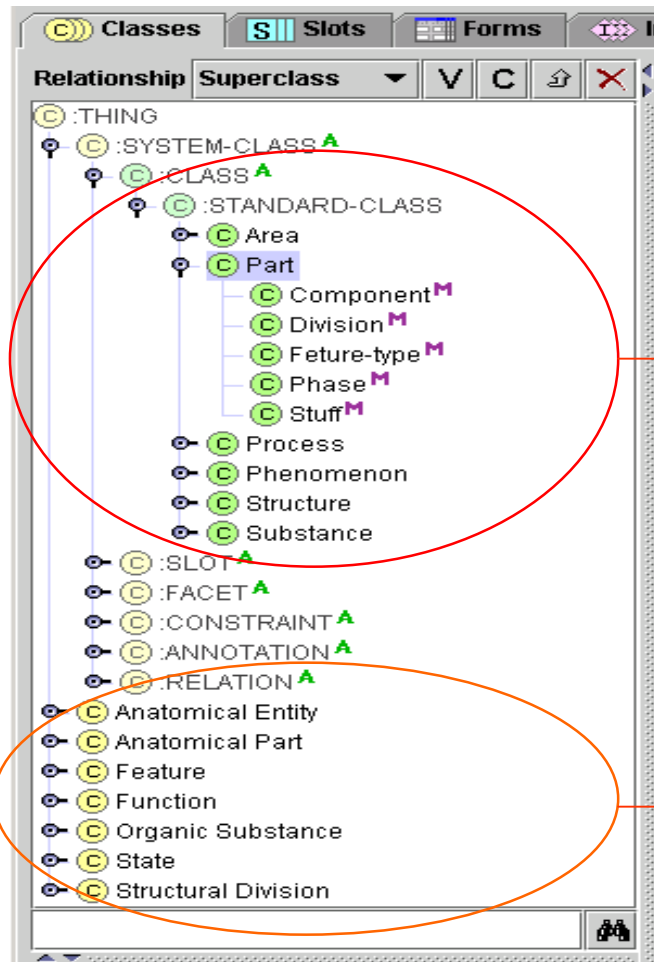 C Classes S Slots Forms I
Relationship Superclass V C
C :THING
C :SYSTEM-CLASS A
C :CLASS A
C :STANDARD-CLASS
C Area
C Part
C Component M
C Division M
C Feture-type M
C Phase M
C Stuff M
C Process
C Phenomenon
C Structure
C Substance
C :SLOT A
C :FACET A
C :CONSTRAINT A
C :ANNOTATION A
C :RELATION A
C Anatomical Entity
C Anatomical Part
C Feature
C Function
C Organic Substance
C State
C Structural Division